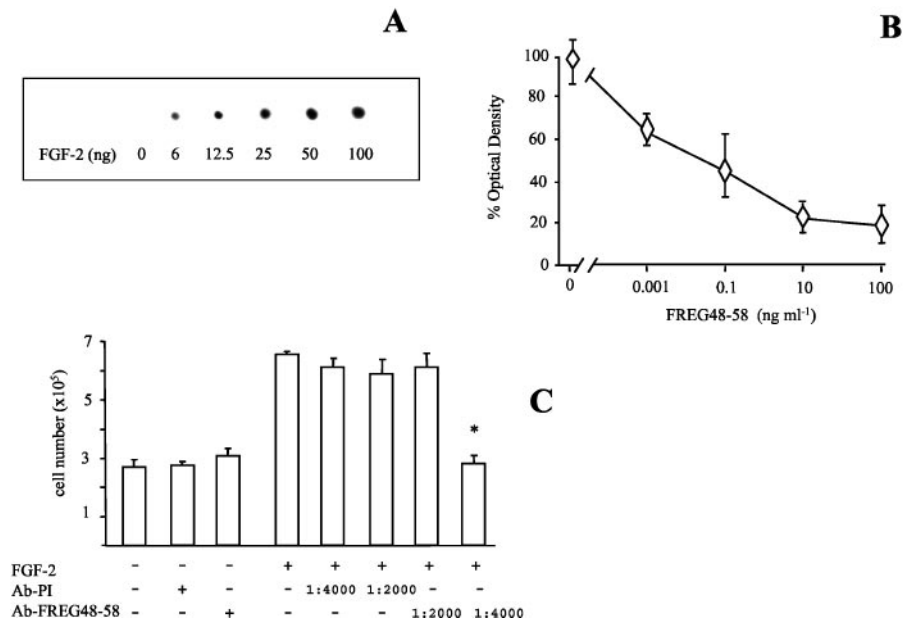 A
FGF-2 (ng) 0 6 12.5 25 50 100
B
% Optical Density
100
80
60
40
20
0
0 0.001 0.1 10 100
FREG48-58 (ng ml⁻¹)
C
cell number (x10⁵)
7
5
3
1
*
FGF-2 - - - + + + + +
Ab-PI - + - - 1:4000 1:2000 - -
Ab-FREG48-58 - - + - - - 1:2000 1:4000